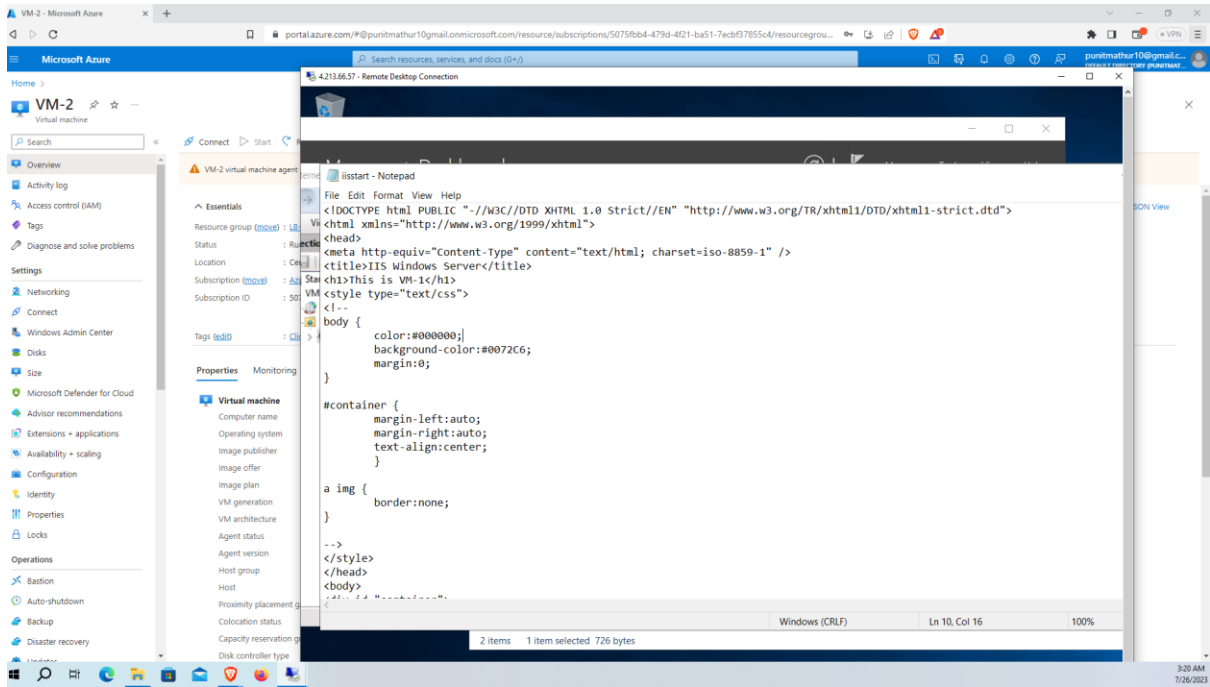 VM-2 - Microsoft Azure
portal.azure.com/#@punitmathur10gmail.onmicrosoft.com/resource/subscriptions/5075fbb4-479d-4f21-ba51-7ecbf37855c4/resourcegrou...
VPN
Microsoft Azure
Search resources, services, and docs (G+/)
punitmathur10@gmail.c...
DEFAULT DIRECTORY (PUNITMAT...
Home >
VM-2
Virtual machine
Search
Overview
Activity log
Access control (IAM)
Tags
Diagnose and solve problems
Settings
Networking
Connect
Windows Admin Center
Disks
Size
Microsoft Defender for Cloud
Advisor recommendations
Extensions + applications
Availability + scaling
Configuration
Identity
Properties
Locks
Operations
Bastion
Auto-shutdown
Backup
Disaster recovery
Connect Start
VM-2 virtual machine agent
Essentials
JSON View
Resource group (move) :
Status :
Location :
Subscription (move) :
Subscription ID :
Tags (edit) :
Properties Monitoring
Virtual machine
Computer name
Operating system
Image publisher
Image offer
Image plan
VM generation
VM architecture
Agent status
Agent version
Host group
Host
Proximity placement g
Colocation status
Capacity reservation g
Disk controller type
4.213.66.57 - Remote Desktop Connection
iisstart - Notepad
File Edit Format View Help
<!DOCTYPE html PUBLIC "-//W3C//DTD XHTML 1.0 Strict//EN" "http://www.w3.org/TR/xhtml1/DTD/xhtml1-strict.dtd">
<html xmlns="http://www.w3.org/1999/xhtml">
<head>
<meta http-equiv="Content-Type" content="text/html; charset=iso-8859-1" />
<title>IIS Windows Server</title>
<h1>This is VM-1</h1>
<style type="text/css">
<!--
body {
color:#000000;
background-color:#0072C6;
margin:0;
}
#container {
margin-left:auto;
margin-right:auto;
text-align:center;
}
a img {
border:none;
}
-->
</style>
</head>
<body>
Windows (CRLF) Ln 10, Col 16 100%
2 items 1 item selected 726 bytes
3:20 AM
7/26/2023